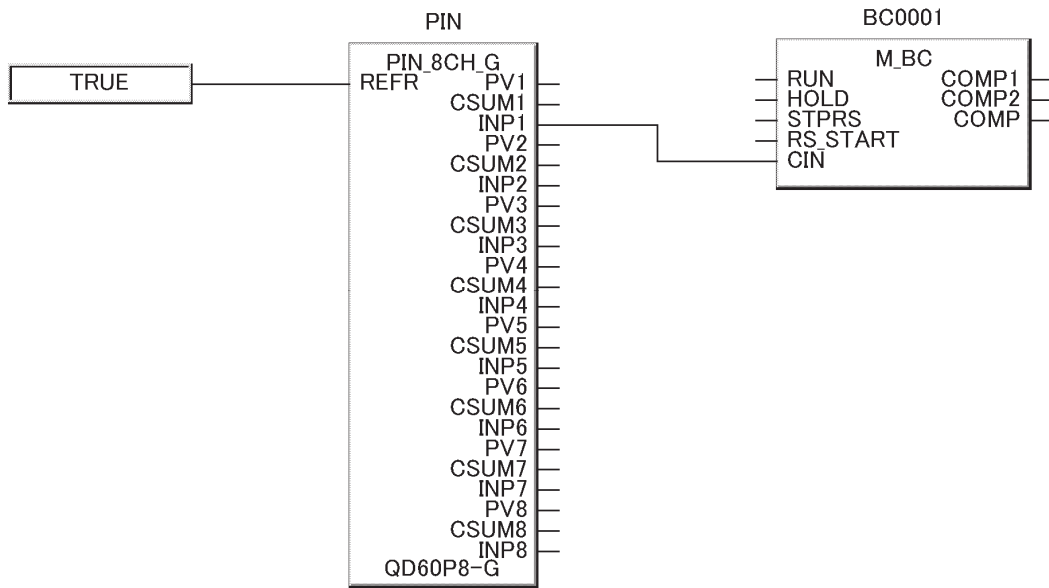 PIN
BC0001
TRUE
PIN_8CH_G
REFR
PV1
CSUM1
INP1
PV2
CSUM2
INP2
PV3
CSUM3
INP3
PV4
CSUM4
INP4
PV5
CSUM5
INP5
PV6
CSUM6
INP6
PV7
CSUM7
INP7
PV8
CSUM8
INP8
QD60P8-G
M_BC
RUN COMP1
HOLD COMP2
STPRS COMP
RS_START
CIN